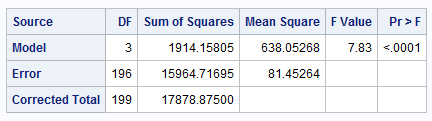 Source DF Sum of Squares Mean Square F Value Pr > F
Model 3 1914.15805 638.05268 7.83 <.0001
Error 196 15964.71695 81.45264
Corrected Total 199 17878.87500